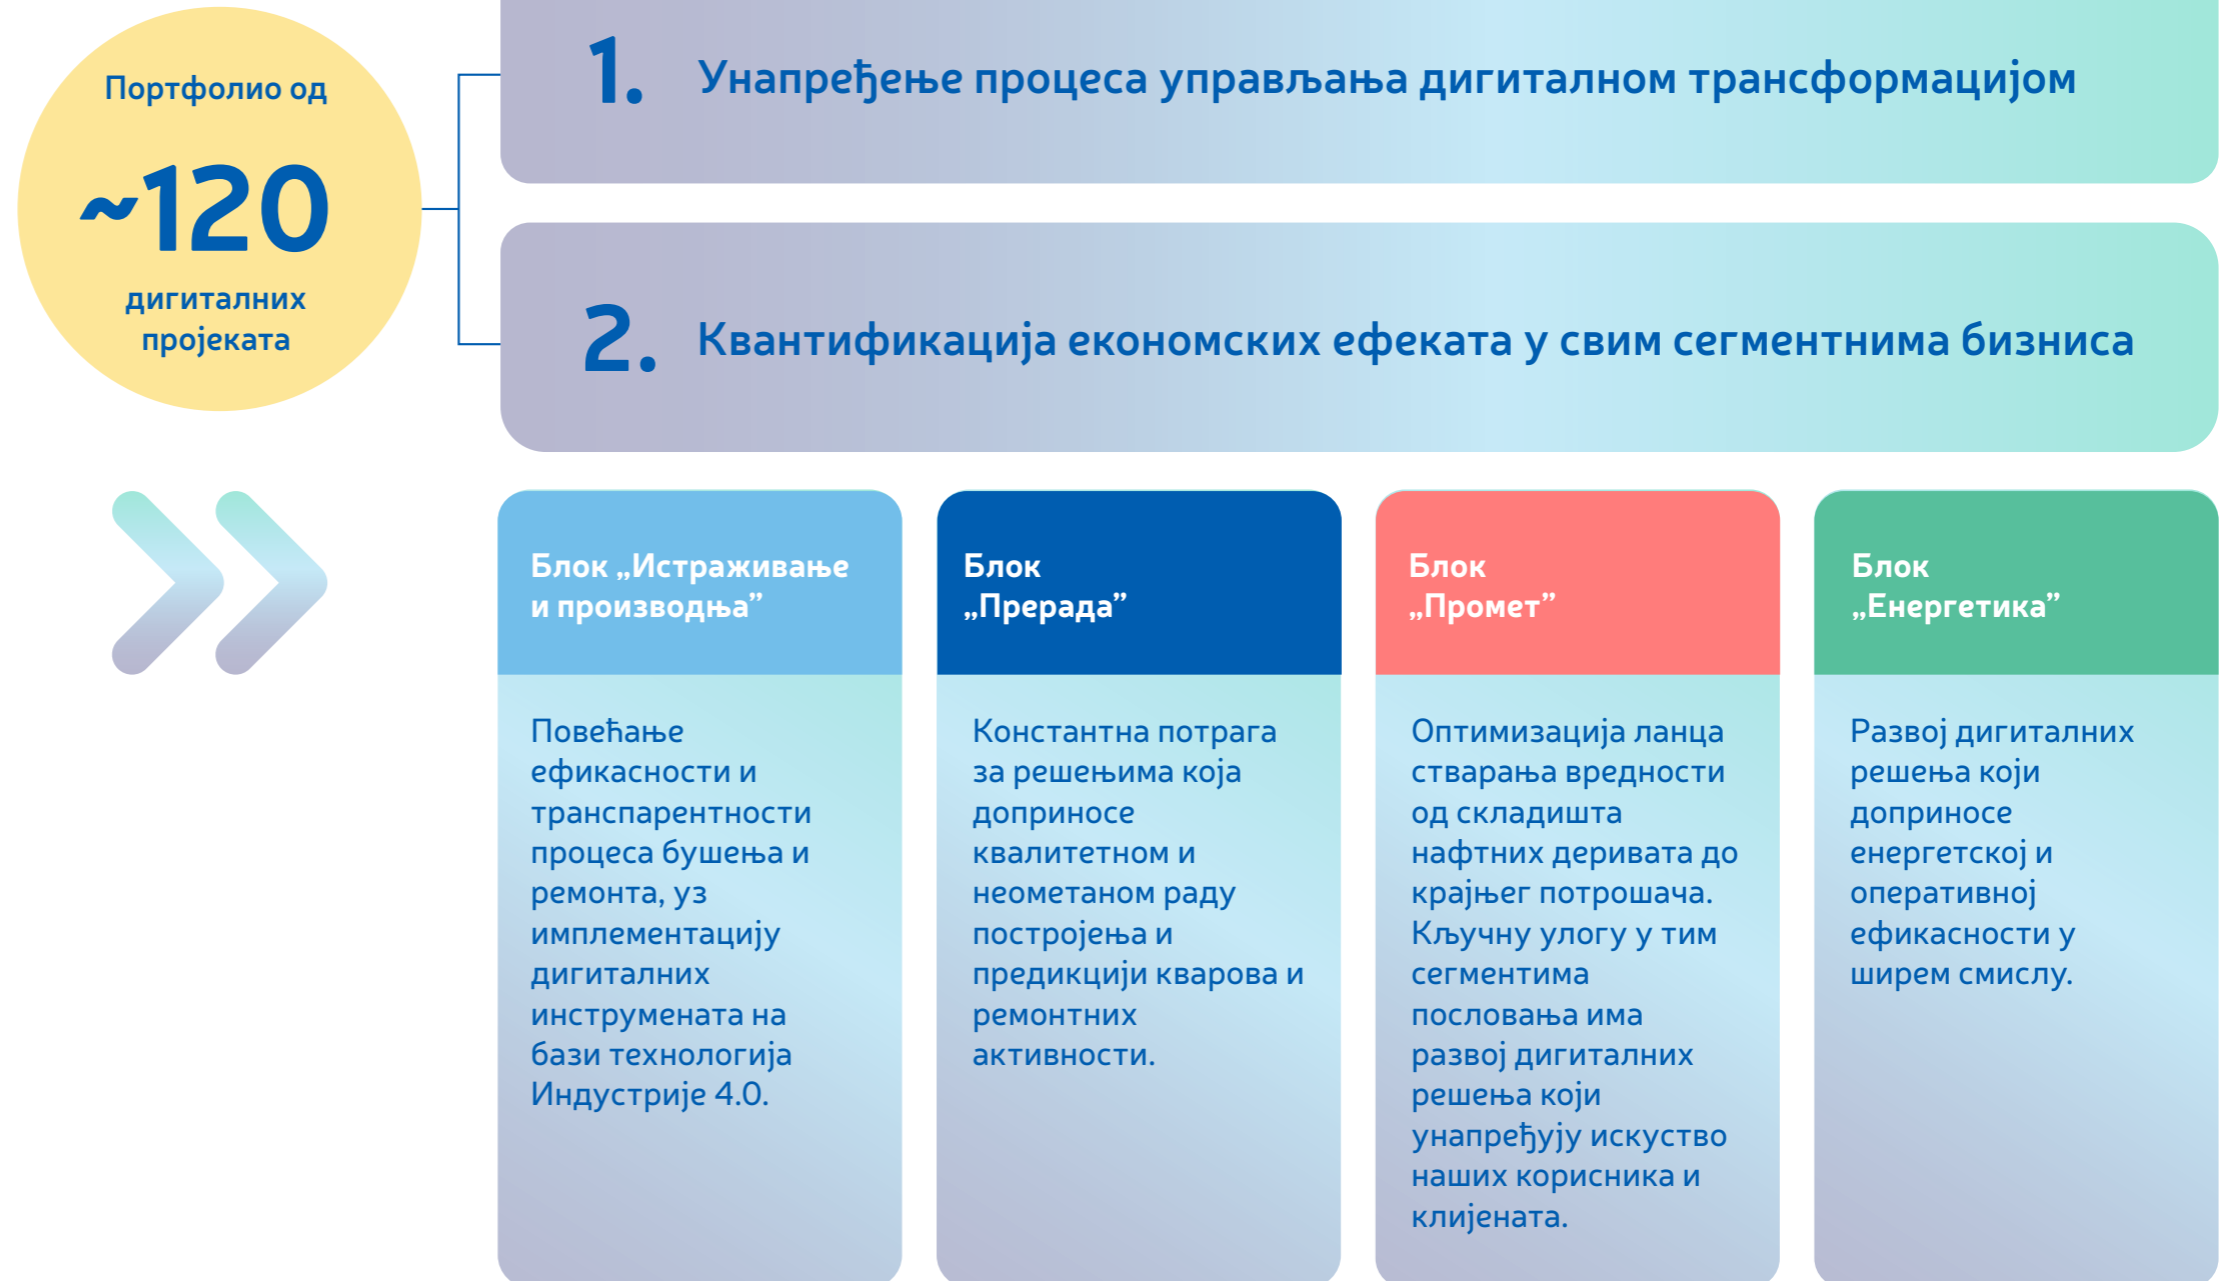 Портфолио од
~120
дигиталних
пројеката
1. Унапређење процеса управљања дигиталном трансформацијом
2. Квантификација економских ефеката у свим сегментнима бизниса
Блок „Истраживање
и производња”
Повећање
ефикасности и
транспарентности
процеса бушења и
ремонта, уз
имплементацију
дигиталних
инструмената на
бази технологија
Индустрије 4.0.
Блок
„Прерада”
Константна потрага
за решењима која
доприносе
квалитетном и
неометаном раду
постројења и
предикцији кварова и
ремонтних
активности.
Блок
„Промет”
Оптимизација ланца
стварања вредности
од складишта
нафтних деривата до
крајњег потрошача.
Кључну улогу у тим
сегментима
пословања има
развој дигиталних
решења који
унапређују искуство
наших корисника и
клијената.
Блок
„Енергетика”
Развој дигиталних
решења који
доприносе
енергетској и
оперативној
ефикасности у
ширем смислу.